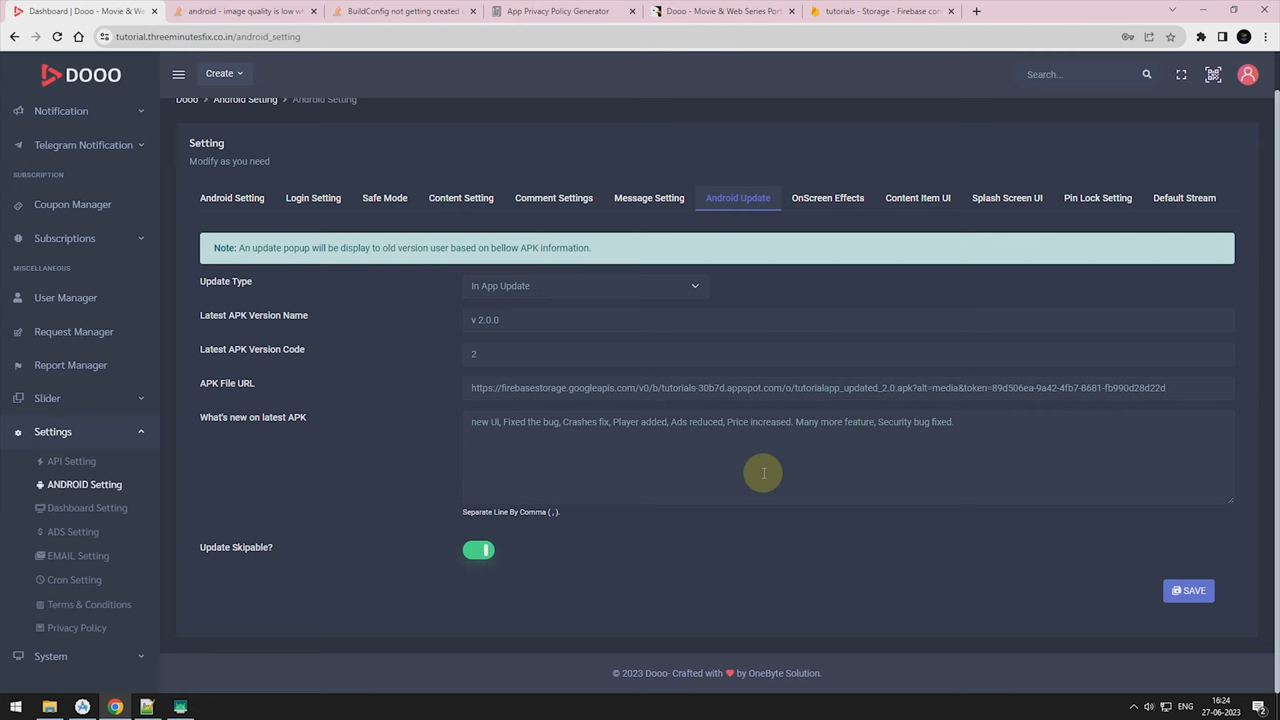 Dashboard | Dooo - Movie & We
android - image quality is low wh
BuildConfig not getting created c
App Privacy Policy Generator
Dooo - Movie & Web Series Port
tutorials - Storage - Firebase con
tutorial.threeminutesfix.co.in/android_setting
DOOO
Create
Search...
Notification
Telegram Notification
SUBSCRIPTION
Coupon Manager
Subscriptions
MISCELLANEOUS
User Manager
Request Manager
Report Manager
Slider
Settings
API Setting
ANDROID Setting
Dashboard Setting
ADS Setting
EMAIL Setting
Cron Setting
Terms & Conditions
Privacy Policy
System
Dooo > Android Setting > Android Setting
Setting
Modify as you need
Android Setting
Login Setting
Safe Mode
Content Setting
Comment Settings
Message Setting
Android Update
OnScreen Effects
Content Item UI
Splash Screen UI
Pin Lock Setting
Default Stream
Note: An update popup will be display to old version user based on bellow APK information.
Update Type
In App Update
Latest APK Version Name
v 2.0.0
Latest APK Version Code
2
APK File URL
https://firebasestorage.googleapis.com/v0/b/tutorials-30b7d.appspot.com/o/tutorialapp_updated_2.0.apk?alt=media&token=89d506ea-9a42-4fb7-8681-fb990d28d22d
What's new on latest APK
new Ui, Fixed the bug, Crashes fix, Player added, Ads reduced, Price increased. Many more feature, Security bug fixed.
Separate Line By Comma ( , ).
Update Skipable?
SAVE
© 2023 Dooo- Crafted with ❤ by OneByte Solution.
ENG
16:24
27-06-2023
2